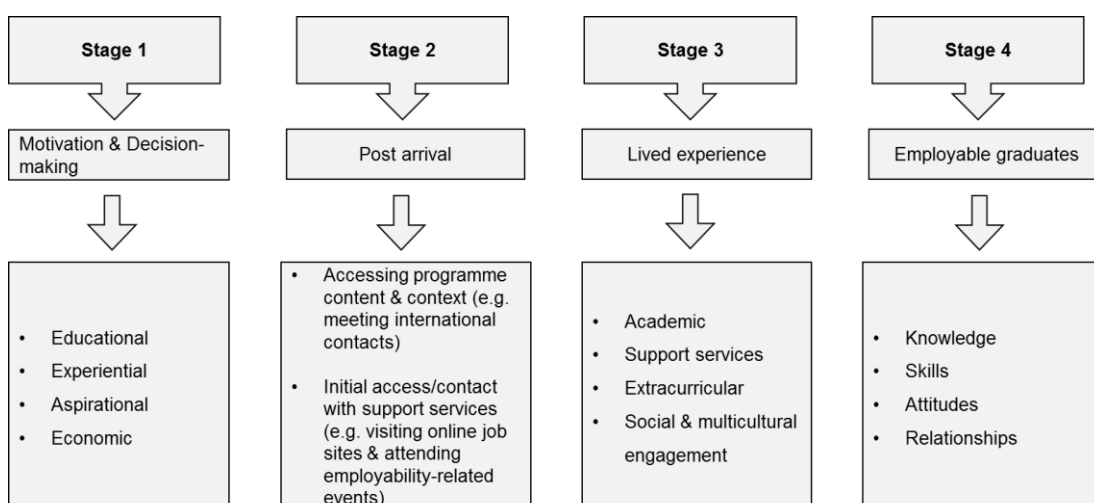 Stage 1
Stage 2
Stage 3
Stage 4
Motivation & Decision-
making
Post arrival
Lived experience
Employable graduates
• Educational
• Experiential
• Aspirational
• Economic
• Accessing programme
content & context (e.g.
meeting international
contacts)
• Initial access/contact
with support services
(e.g. visiting online job
sites & attending
employability-related
events)
• Academic
• Support services
• Extracurricular
• Social & multicultural
engagement
• Knowledge
• Skills
• Attitudes
• Relationships